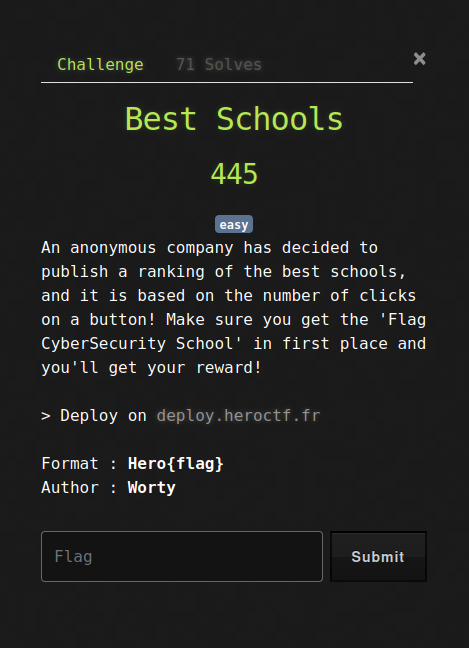 Challenge 71 Solves ×
Best Schools
445
easy
An anonymous company has decided to
publish a ranking of the best schools,
and it is based on the number of clicks
on a button! Make sure you get the 'Flag
CyberSecurity School' in first place and
you'll get your reward!
> Deploy on deploy.heroctf.fr
Format : Hero{flag}
Author : Worty
Flag Submit